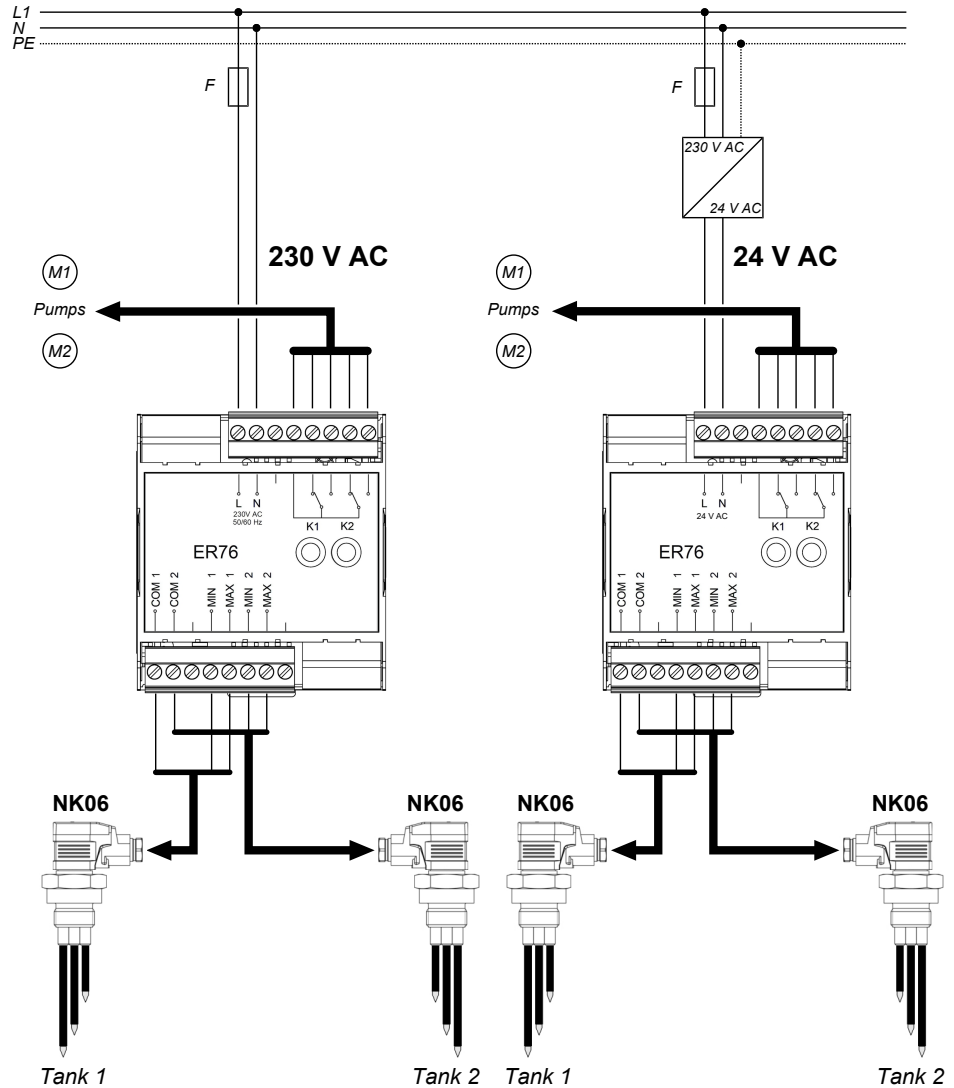 L1
N
PE
F
F
230 V AC
24 V AC
230 V AC
24 V AC
M1
Pumps
M2
M1
Pumps
M2
L N
230V AC
50/60 Hz
K1 K2
ER76
COM 1
COM 2
MIN 1
MAX 1
MIN 2
MAX 2
L N
24 V AC
K1 K2
ER76
COM 1
COM 2
MIN 1
MAX 1
MIN 2
MAX 2
NK06
NK06
NK06
NK06
Tank 1
Tank 2
Tank 1
Tank 2